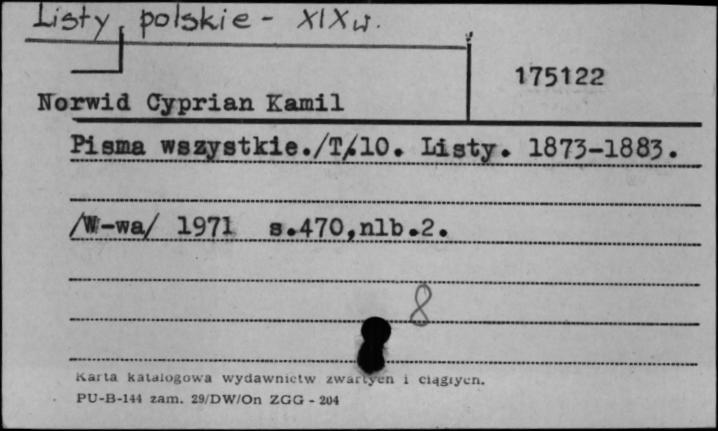 Listy polskie - XIX w.
175122
Norwid Cyprian Kamil
Pisma wszystkie./T/.10. Listy. 1873-1883.
/W-wa/ 1971 s.470,nlb.2.
8
Karta katalogowa wydawnictw zwartych i ciągłych.
PU-B-144 zam. 29/DW/On ZGG - 204